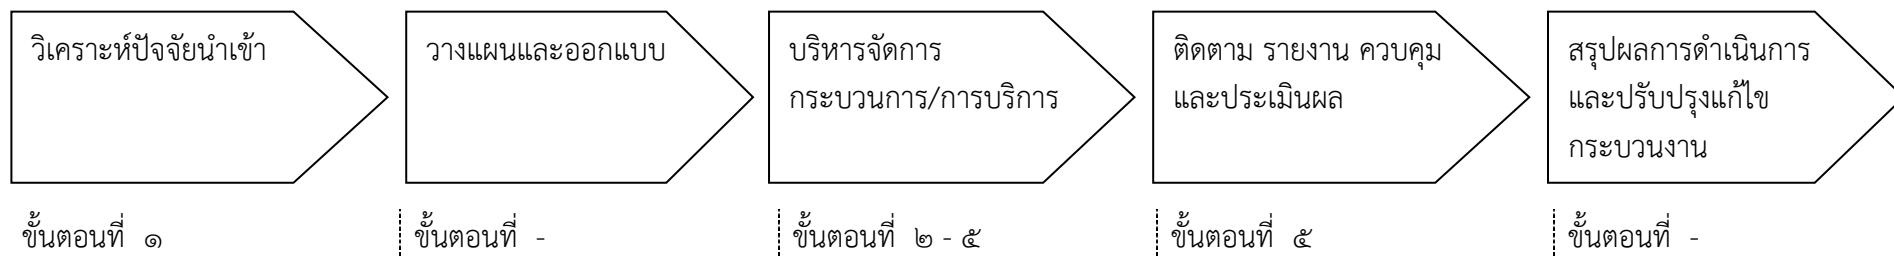 วิเคราะห์ปัจจัยนำเข้า
วางแผนและออกแบบ
บริหารจัดการ
กระบวนการ/การบริการ
ติดตาม รายงาน ควบคุม
และประเมินผล
สรุปผลการดำเนินการ
และปรับปรุงแก้ไข
กระบวนงาน
ขั้นตอนที่ ๑
ขั้นตอนที่ -
ขั้นตอนที่ ๒ - ๕
ขั้นตอนที่ ๕
ขั้นตอนที่ -